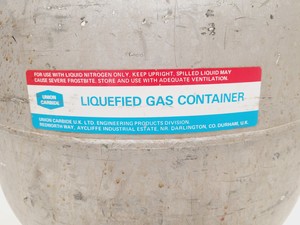 FOR USE WITH LIQUID NITROGEN ONLY, KEEP UPRIGHT, SPILLED LIQUID MAY
CAUSE SEVERE FROSTBITE. STORE AND USE WITH ADEQUATE VENTILATION.
UNION
CARBIDE
LIQUEFIED GAS CONTAINER
UNION CARBIDE U.K. LTD. ENGINEERING PRODUCTS DIVISION
REDWORTH WAY, AYCLIFFE INDUSTRIAL ESTATE, NR. DARLINGTON, CO. DURHAM, U.K.